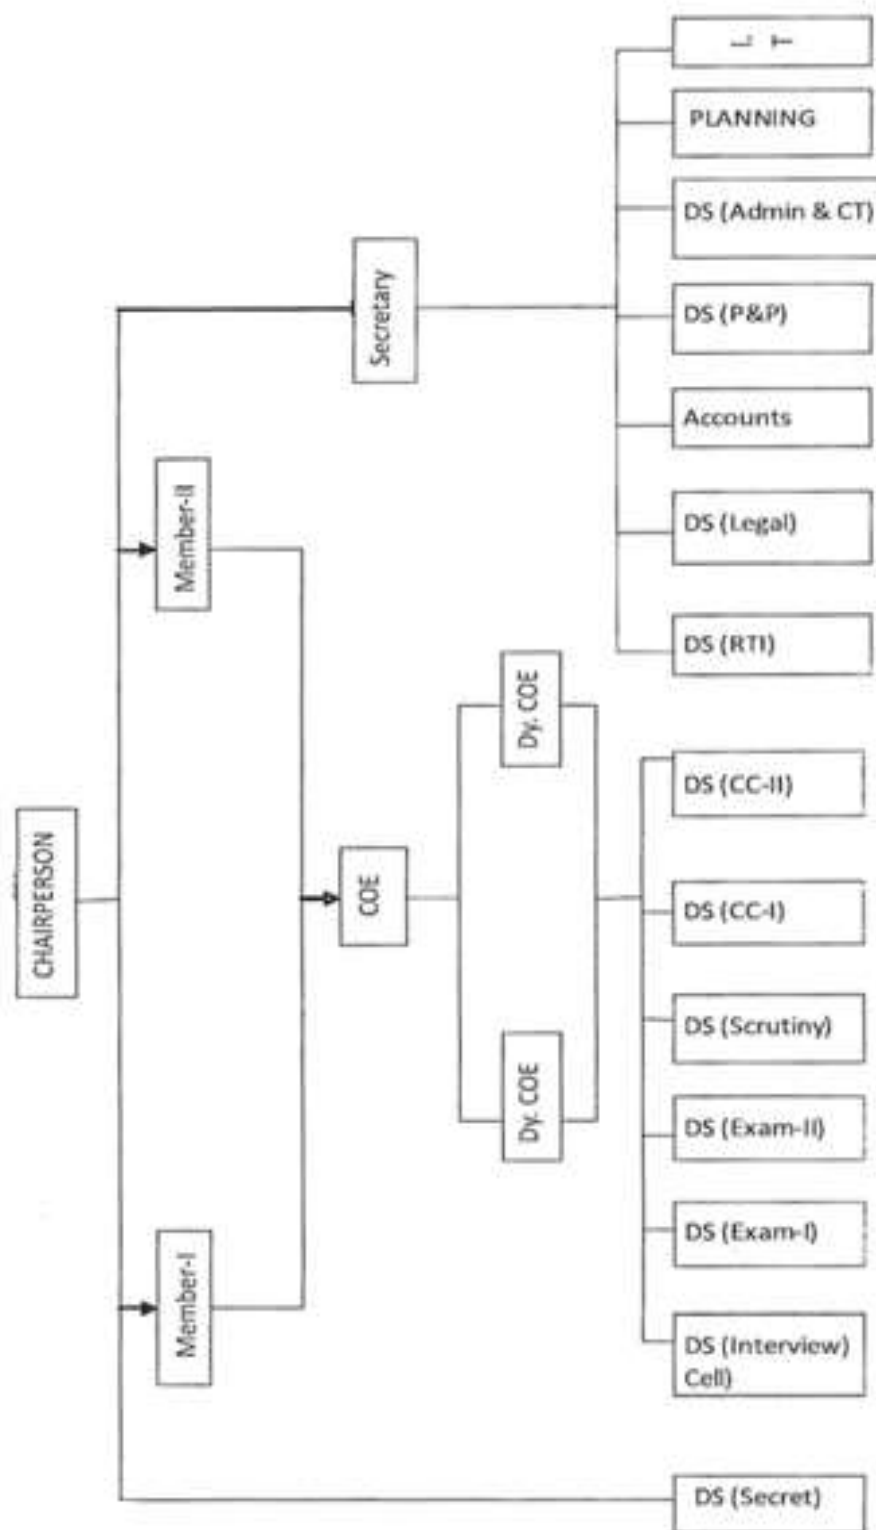 CHAIRPERSON
Member-I
Member-II
Secretary
COE
Dy. COE
Dy. COE
PLANNING
DS (Admin & CT)
DS (P&P)
Accounts
DS (Legal)
DS (RTI)
DS (CC-II)
DS (CC-I)
DS (Scrutiny)
DS (Exam-II)
DS (Exam-I)
DS (Interview)
Cell)
DS (Secret)